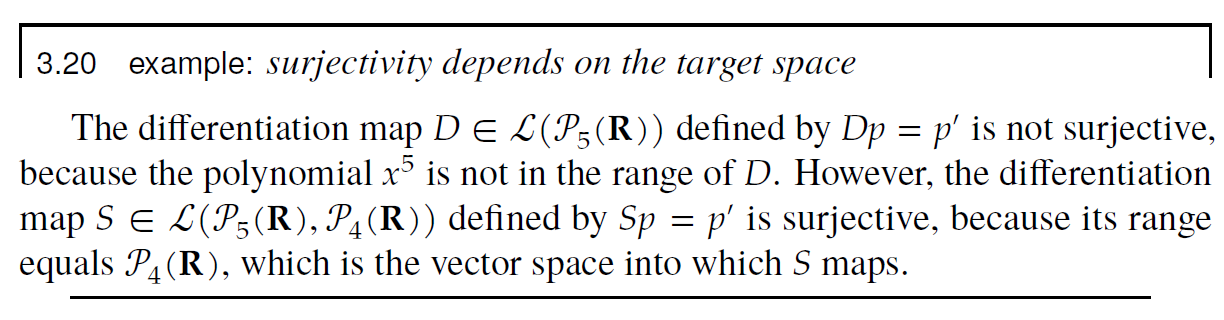 3.20 example: surjectivity depends on the target space
The differentiation map D ∈ ℒ(𝒫₅(𝐑)) defined by Dp = p′ is not surjective,
because the polynomial x⁵ is not in the range of D. However, the differentiation
map S ∈ ℒ(𝒫₅(𝐑), 𝒫₄(𝐑)) defined by Sp = p′ is surjective, because its range
equals 𝒫₄(𝐑), which is the vector space into which S maps.